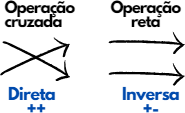 Operação
cruzada
Operação
reta
Direta
++
Inversa
+-